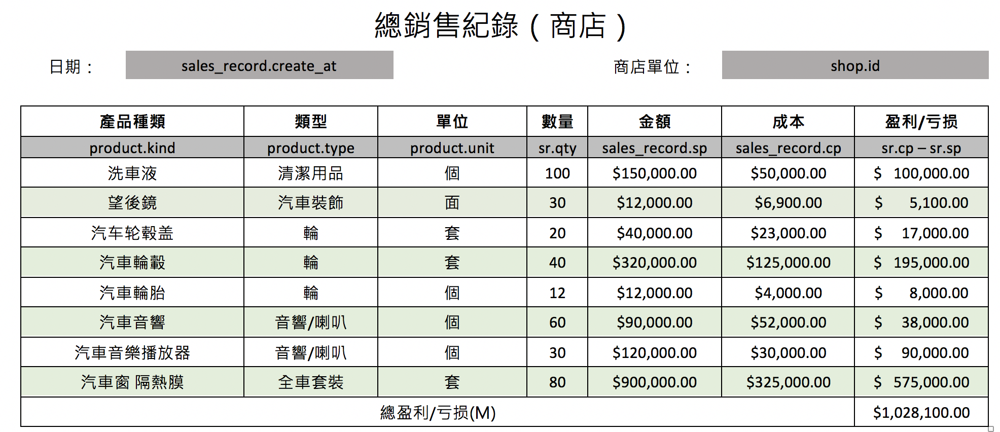 總銷售紀錄（商店）
日期： sales_record.create_at 商店單位： shop.id
產品種類 類型 單位 數量 金額 成本 盈利/亏损
product.kind product.type product.unit sr.qty sales_record.sp sales_record.cp sr.cp – sr.sp
洗車液 清潔用品 個 100 $150,000.00 $50,000.00 $ 100,000.00
望後鏡 汽車裝飾 面 30 $12,000.00 $6,900.00 $ 5,100.00
汽车轮毂盖 輪 套 20 $40,000.00 $23,000.00 $ 17,000.00
汽車輪轂 輪 套 40 $320,000.00 $125,000.00 $ 195,000.00
汽車輪胎 輪 個 12 $12,000.00 $4,000.00 $ 8,000.00
汽車音響 音響/喇叭 個 60 $90,000.00 $52,000.00 $ 38,000.00
汽車音樂播放器 音響/喇叭 個 30 $120,000.00 $30,000.00 $ 90,000.00
汽車窗 隔熱膜 全車套裝 套 80 $900,000.00 $325,000.00 $ 575,000.00
總盈利/亏损(M) $1,028,100.00